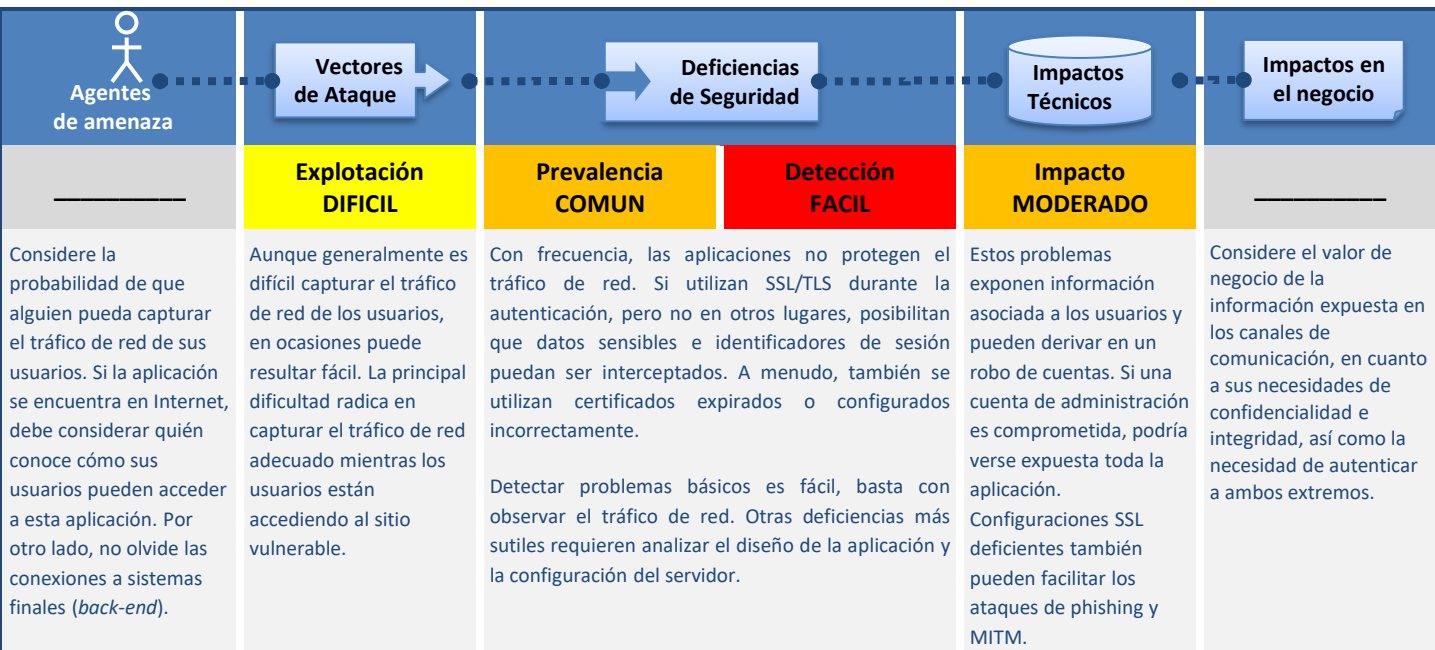 Agentes
de amenaza
Vectores
de Ataque
Deficiencias
de Seguridad
Impactos
Técnicos
Impactos en
el negocio
__________
Explotación
DIFICIL
Prevalencia
COMUN
Detección
FACIL
Impacto
MODERADO
__________
Considere la
probabilidad de que
alguien pueda capturar
el tráfico de red de sus
usuarios. Si la aplicación
se encuentra en Internet,
debe considerar quién
conoce cómo sus
usuarios pueden acceder
a esta aplicación. Por
otro lado, no olvide las
conexiones a sistemas
finales (back-end).
Aunque generalmente es
difícil capturar el tráfico
de red de los usuarios,
en ocasiones puede
resultar fácil. La principal
dificultad radica en
capturar el tráfico de red
adecuado mientras los
usuarios están
accediendo al sitio
vulnerable.
Con frecuencia, las aplicaciones no protegen el
tráfico de red. Si utilizan SSL/TLS durante la
autenticación, pero no en otros lugares, posibilitan
que datos sensibles e identificadores de sesión
puedan ser interceptados. A menudo, también se
utilizan certificados expirados o configurados
incorrectamente.
Detectar problemas básicos es fácil, basta con
observar el tráfico de red. Otras deficiencias más
sutiles requieren analizar el diseño de la aplicación y
la configuración del servidor.
Estos problemas
exponen información
asociada a los usuarios y
pueden derivar en un
robo de cuentas. Si una
cuenta de administración
es comprometida, podría
verse expuesta toda la
aplicación.
Configuraciones SSL
deficientes también
pueden facilitar los
ataques de phishing y
MITM.
Considere el valor de
negocio de la
información expuesta en
los canales de
comunicación, en cuanto
a sus necesidades de
confidencialidad e
integridad, así como la
necesidad de autenticar
a ambos extremos.